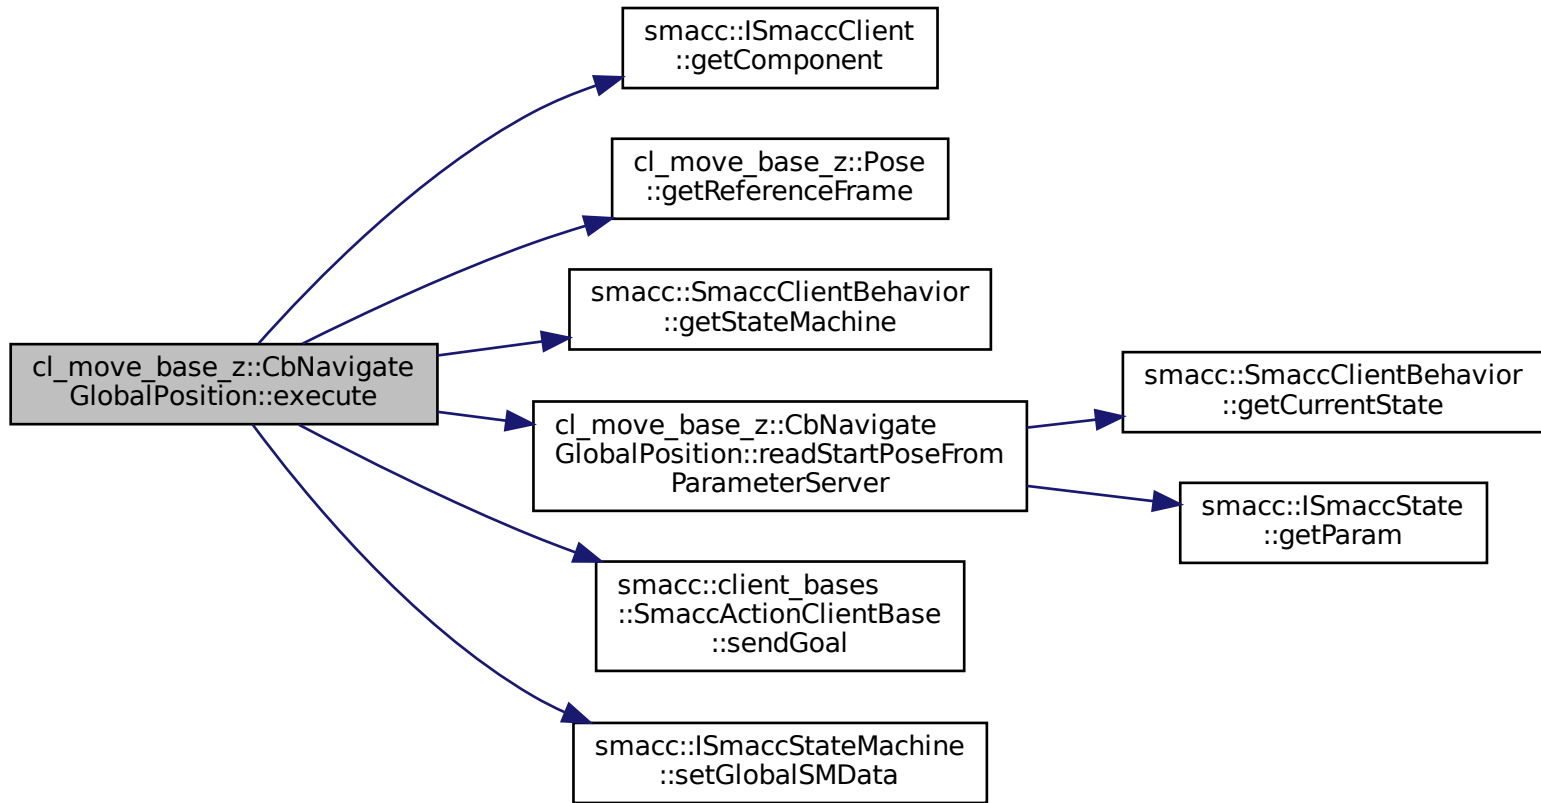 smacc::ISmaccClient
::getComponent
cl_move_base_z::Pose
::getReferenceFrame
smacc::SmaccClientBehavior
::getStateMachine
cl_move_base_z::CbNavigate
GlobalPosition::execute
smacc::SmaccClientBehavior
::getCurrentState
cl_move_base_z::CbNavigate
GlobalPosition::readStartPoseFrom
ParameterServer
smacc::ISmaccState
::getParam
smacc::client_bases
::SmaccActionClientBase
::sendGoal
smacc::ISmaccStateMachine
::setGlobalSMData